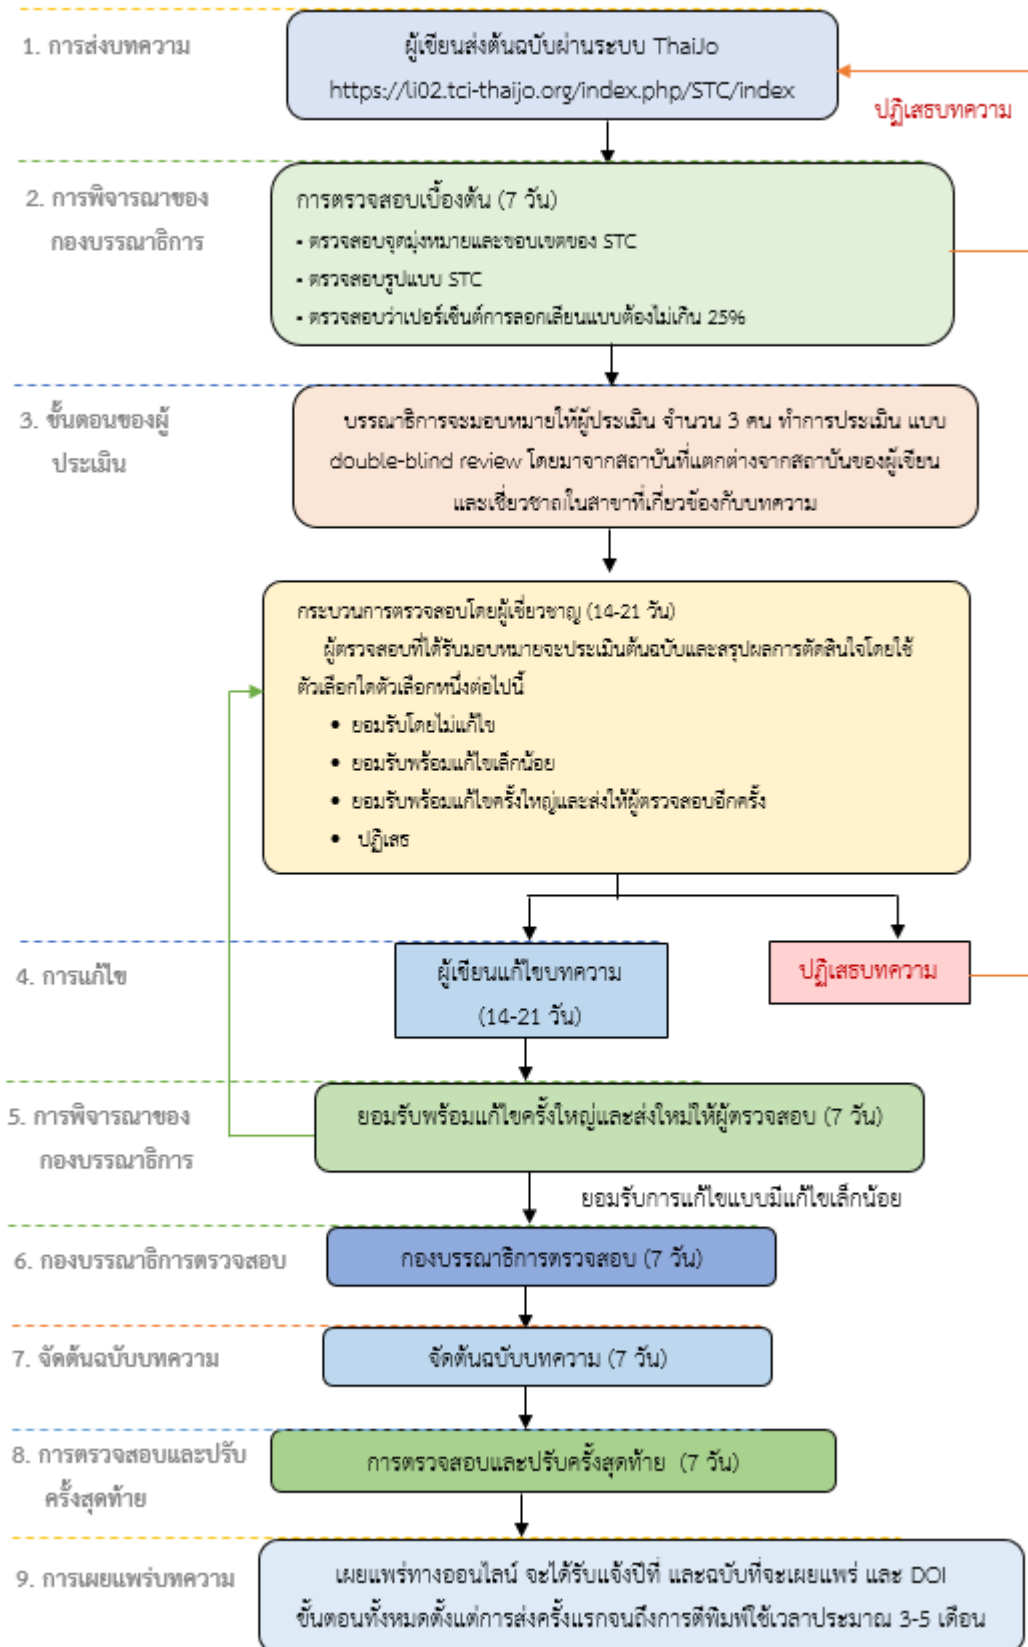 1. การส่งบทความ
ผู้เขียนส่งต้นฉบับผ่านระบบ ThaiJo
https://li02.tci-thaijo.org/index.php/STC/index
ปฏิเสธบทความ
2. การพิจารณาของ
กองบรรณาธิการ
การตรวจสอบเบื้องต้น (7 วัน)
- ตรวจสอบจุดมุ่งหมายและขอบเขตของ STC
- ตรวจสอบรูปแบบ STC
- ตรวจสอบว่าเปอร์เซ็นต์การลอกเลียนแบบต้องไม่เกิน 25%
3. ขั้นตอนของผู้
ประเมิน
บรรณาธิการจะมอบหมายให้ผู้ประเมิน จำนวน 3 คน ทำการประเมิน แบบ
double-blind review โดยมาจากสถาบันที่แตกต่างจากสถาบันของผู้เขียน
และเชี่ยวชาญในสาขาที่เกี่ยวข้องกับบทความ
กระบวนการตรวจสอบโดยผู้เชี่ยวชาญ (14-21 วัน)
ผู้ตรวจสอบที่ได้รับมอบหมายจะประเมินต้นฉบับและสรุปผลการตัดสินใจโดยใช้
ตัวเลือกใดตัวเลือกหนึ่งต่อไปนี้
• ยอมรับโดยไม่แก้ไข
• ยอมรับพร้อมแก้ไขเล็กน้อย
• ยอมรับพร้อมแก้ไขครั้งใหญ่และส่งให้ผู้ตรวจสอบอีกครั้ง
• ปฏิเสธ
4. การแก้ไข
ผู้เขียนแก้ไขบทความ
(14-21 วัน)
ปฏิเสธบทความ
5. การพิจารณาของ
กองบรรณาธิการ
ยอมรับพร้อมแก้ไขครั้งใหญ่และส่งใหม่ให้ผู้ตรวจสอบ (7 วัน)
ยอมรับการแก้ไขแบบมีแก้ไขเล็กน้อย
6. กองบรรณาธิการตรวจสอบ
กองบรรณาธิการตรวจสอบ (7 วัน)
7. จัดต้นฉบับบทความ
จัดต้นฉบับบทความ (7 วัน)
8. การตรวจสอบและปรับ
ครั้งสุดท้าย
การตรวจสอบและปรับครั้งสุดท้าย (7 วัน)
9. การเผยแพร่บทความ
เผยแพร่ทางออนไลน์ จะได้รับแจ้งปีที่ และฉบับที่จะเผยแพร่ และ DOI
ขั้นตอนทั้งหมดตั้งแต่การส่งครั้งแรกจนถึงการตีพิมพ์ใช้เวลาประมาณ 3-5 เดือน